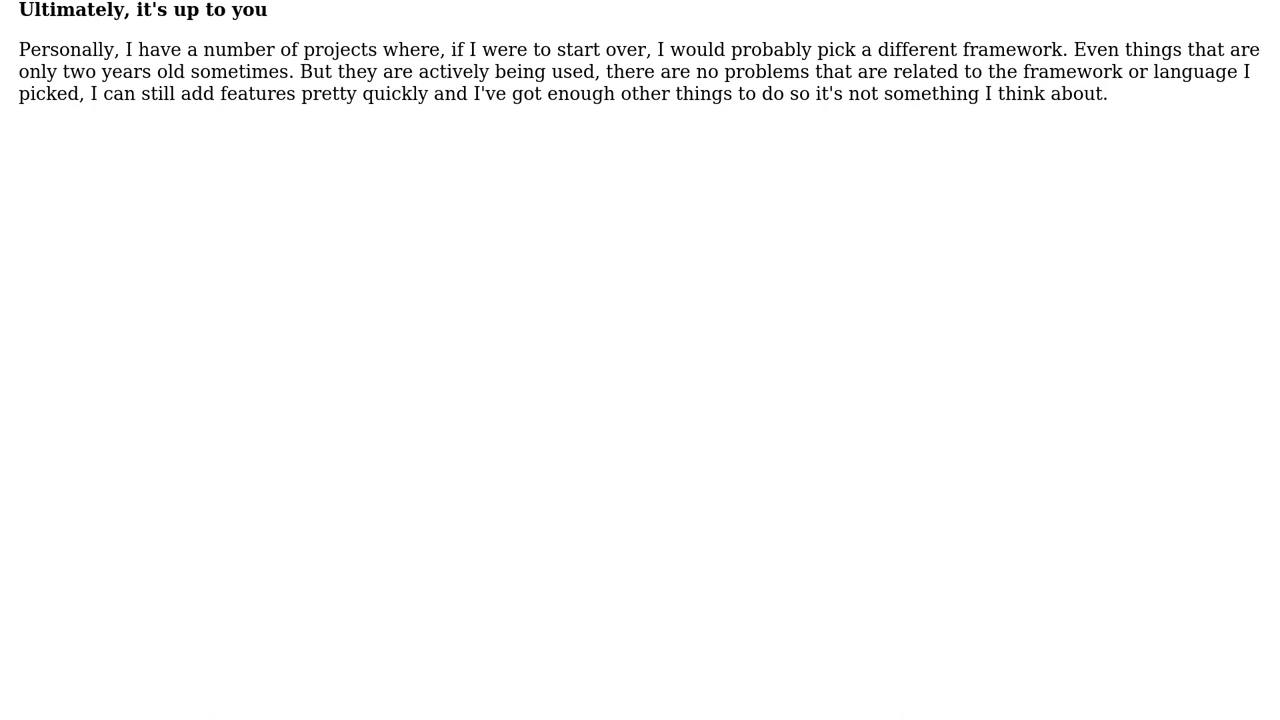 Ultimately, it's up to you
Personally, I have a number of projects where, if I were to start over, I would probably pick a different framework. Even things that are
only two years old sometimes. But they are actively being used, there are no problems that are related to the framework or language I
picked, I can still add features pretty quickly and I've got enough other things to do so it's not something I think about.